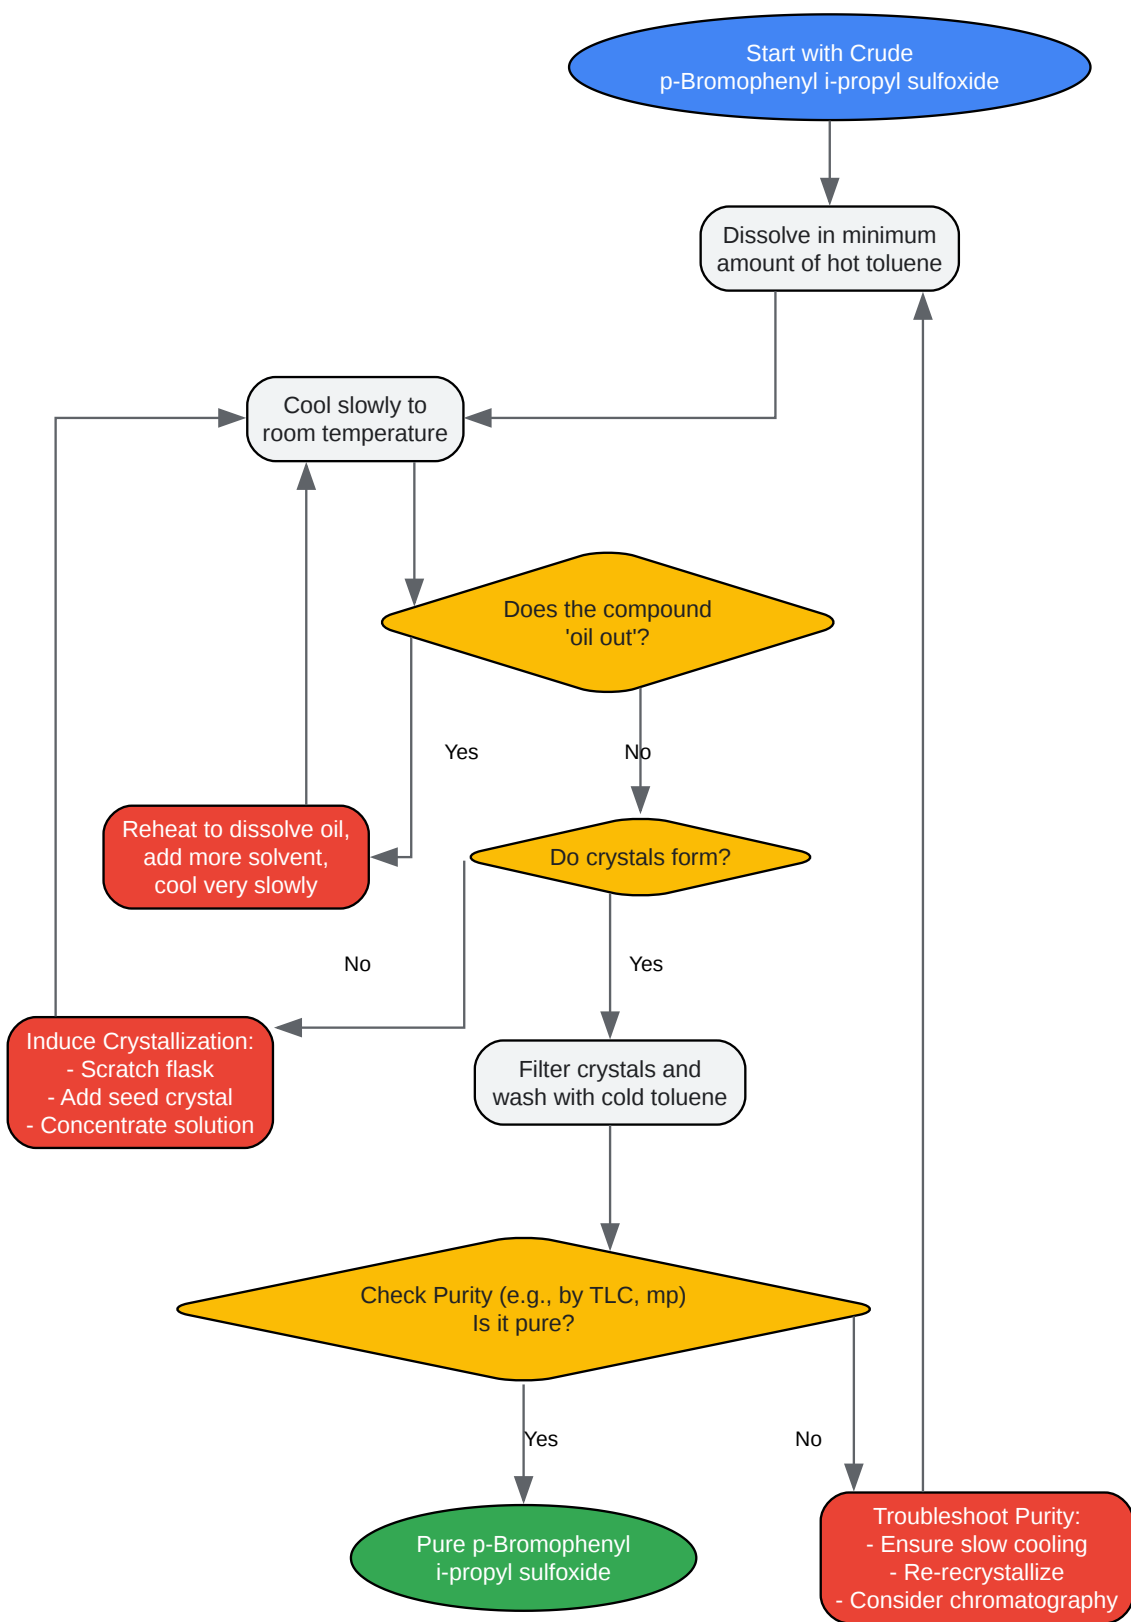 Start with Crude
p-Bromophenyl i-propyl sulfoxide
Dissolve in minimum
amount of hot toluene
Cool slowly to
room temperature
Does the compound
'oil out'?
Yes
No
Reheat to dissolve oil,
add more solvent,
cool very slowly
Do crystals form?
No
Yes
Induce Crystallization:
- Scratch flask
- Add seed crystal
- Concentrate solution
Filter crystals and
wash with cold toluene
Check Purity (e.g., by TLC, mp)
Is it pure?
Yes
No
Pure p-Bromophenyl
i-propyl sulfoxide
Troubleshoot Purity:
- Ensure slow cooling
- Re-recrystallize
- Consider chromatography